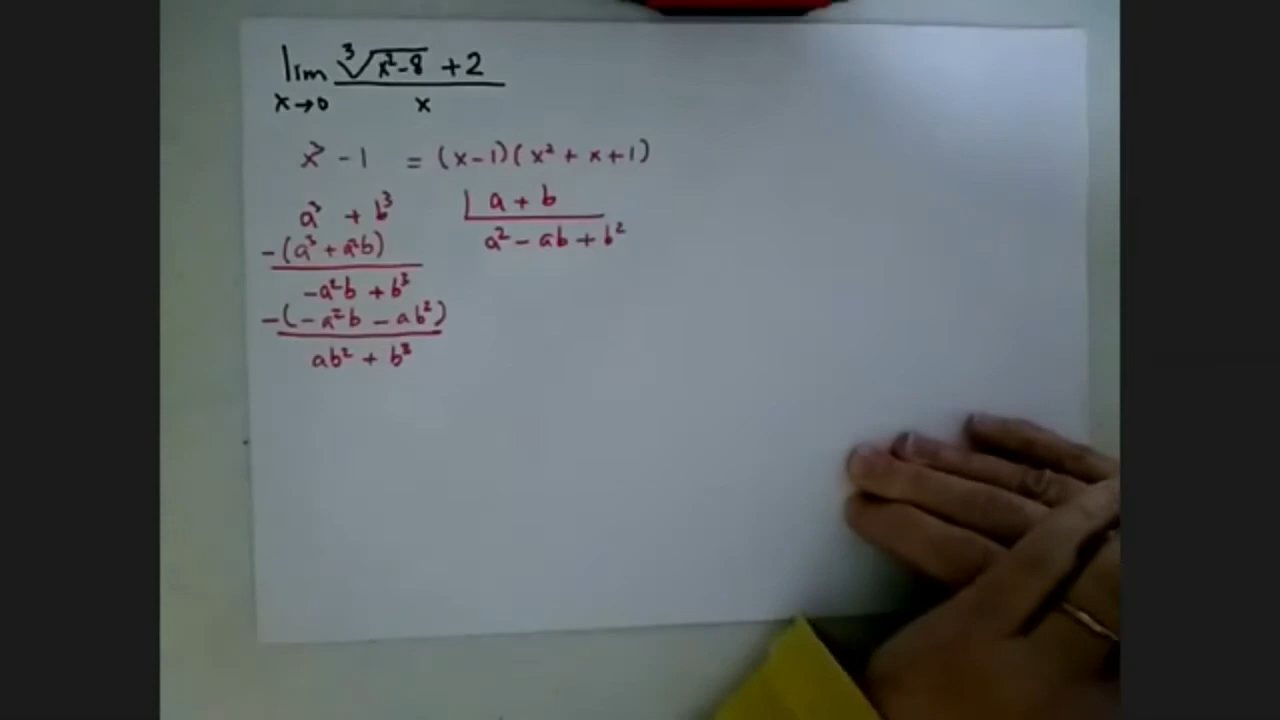 lim ∛(x²-8) + 2
x→0 x
x³ - 1 = (x-1)(x² + x + 1)
a³ + b³ | a + b
-(a³ + a²b) a² - ab + b²
-a²b + b³
-(-a²b - ab²)
ab² + b³